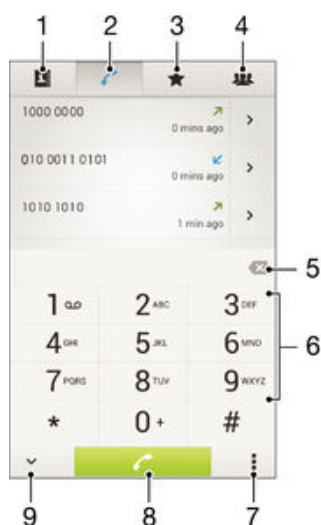 1 2 3 4
1000 0000
0 mins ago
010 0011 0101
0 mins ago
1010 1010
1 min ago
5
1 2 ABC 3 DEF
4 GHI 5 JKL 6 MNO
6
7 PQRS 8 TUV 9 WXYZ
* 0 + #
9 8 7